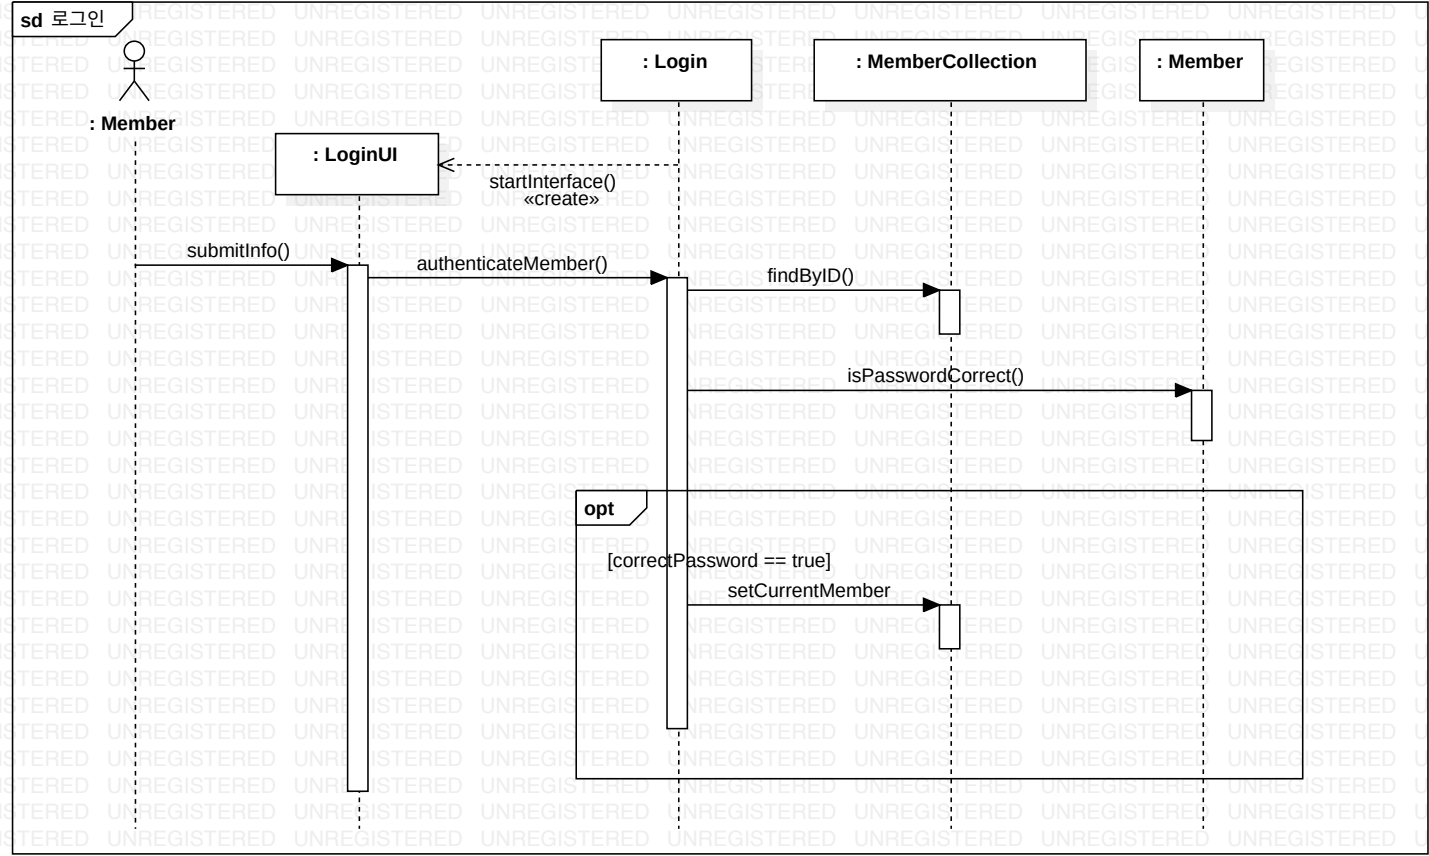 sd 로그인
: Member
: LoginUI
: Login
: MemberCollection
: Member
startInterface()
«create»
submitInfo()
authenticateMember()
findByID()
isPasswordCorrect()
opt
[correctPassword == true]
setCurrentMember
UNREGISTERED